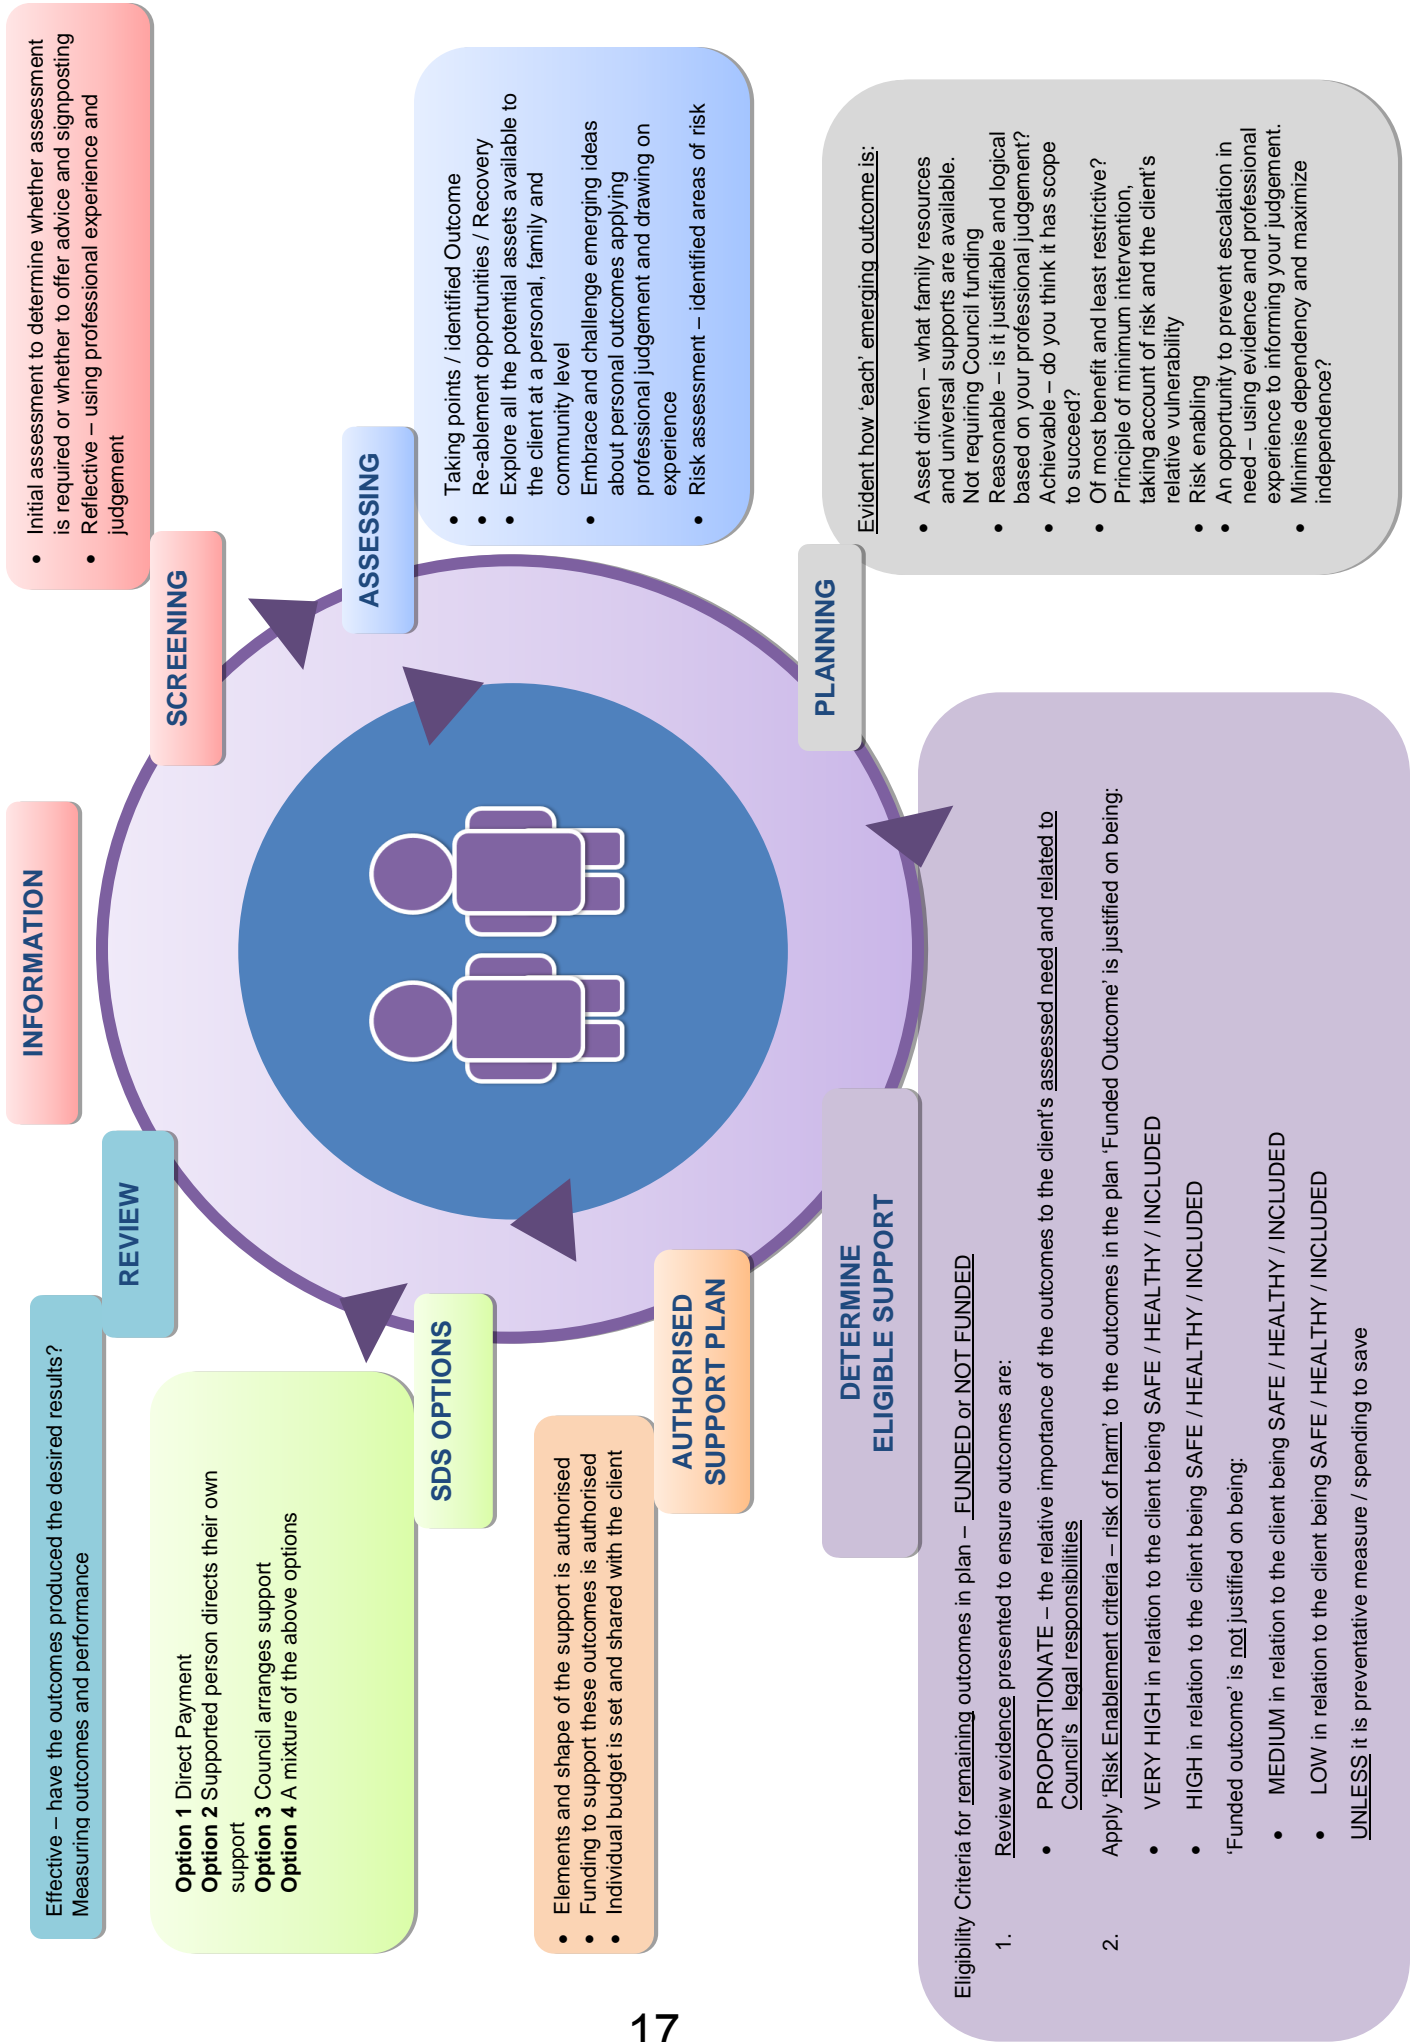 INFORMATION
SCREENING
• Initial assessment to determine whether assessment
is required or whether to offer advice and signposting
• Reflective – using professional experience and
judgement
ASSESSING
• Taking points / identified Outcome
• Re-ablement opportunities / Recovery
• Explore all the potential assets available to
the client at a personal, family and
community level
• Embrace and challenge emerging ideas
about personal outcomes applying
professional judgement and drawing on
experience
• Risk assessment – identified areas of risk
PLANNING
Evident how ‘each’ emerging outcome is:
• Asset driven – what family resources
and universal supports are available.
Not requiring Council funding
• Reasonable – is it justifiable and logical
based on your professional judgement?
• Achievable – do you think it has scope
to succeed?
• Of most benefit and least restrictive?
Principle of minimum intervention,
taking account of risk and the client’s
relative vulnerability
• Risk enabling
• An opportunity to prevent escalation in
need – using evidence and professional
experience to informing your judgement.
• Minimise dependency and maximize
independence?
DETERMINE
ELIGIBLE SUPPORT
Eligibility Criteria for remaining outcomes in plan – FUNDED or NOT FUNDED
1. Review evidence presented to ensure outcomes are:
• PROPORTIONATE – the relative importance of the outcomes to the client’s assessed need and related to
Council’s legal responsibilities
2. Apply ‘Risk Enablement criteria – risk of harm’ to the outcomes in the plan ‘Funded Outcome’ is justified on being:
• VERY HIGH in relation to the client being SAFE / HEALTHY / INCLUDED
• HIGH in relation to the client being SAFE / HEALTHY / INCLUDED
‘Funded outcome’ is not justified on being:
• MEDIUM in relation to the client being SAFE / HEALTHY / INCLUDED
• LOW in relation to the client being SAFE / HEALTHY / INCLUDED
UNLESS it is preventative measure / spending to save
AUTHORISED
SUPPORT PLAN
• Elements and shape of the support is authorised
• Funding to support these outcomes is authorised
• Individual budget is set and shared with the client
SDS OPTIONS
Option 1 Direct Payment
Option 2 Supported person directs their own
support
Option 3 Council arranges support
Option 4 A mixture of the above options
REVIEW
Effective – have the outcomes produced the desired results?
Measuring outcomes and performance
17